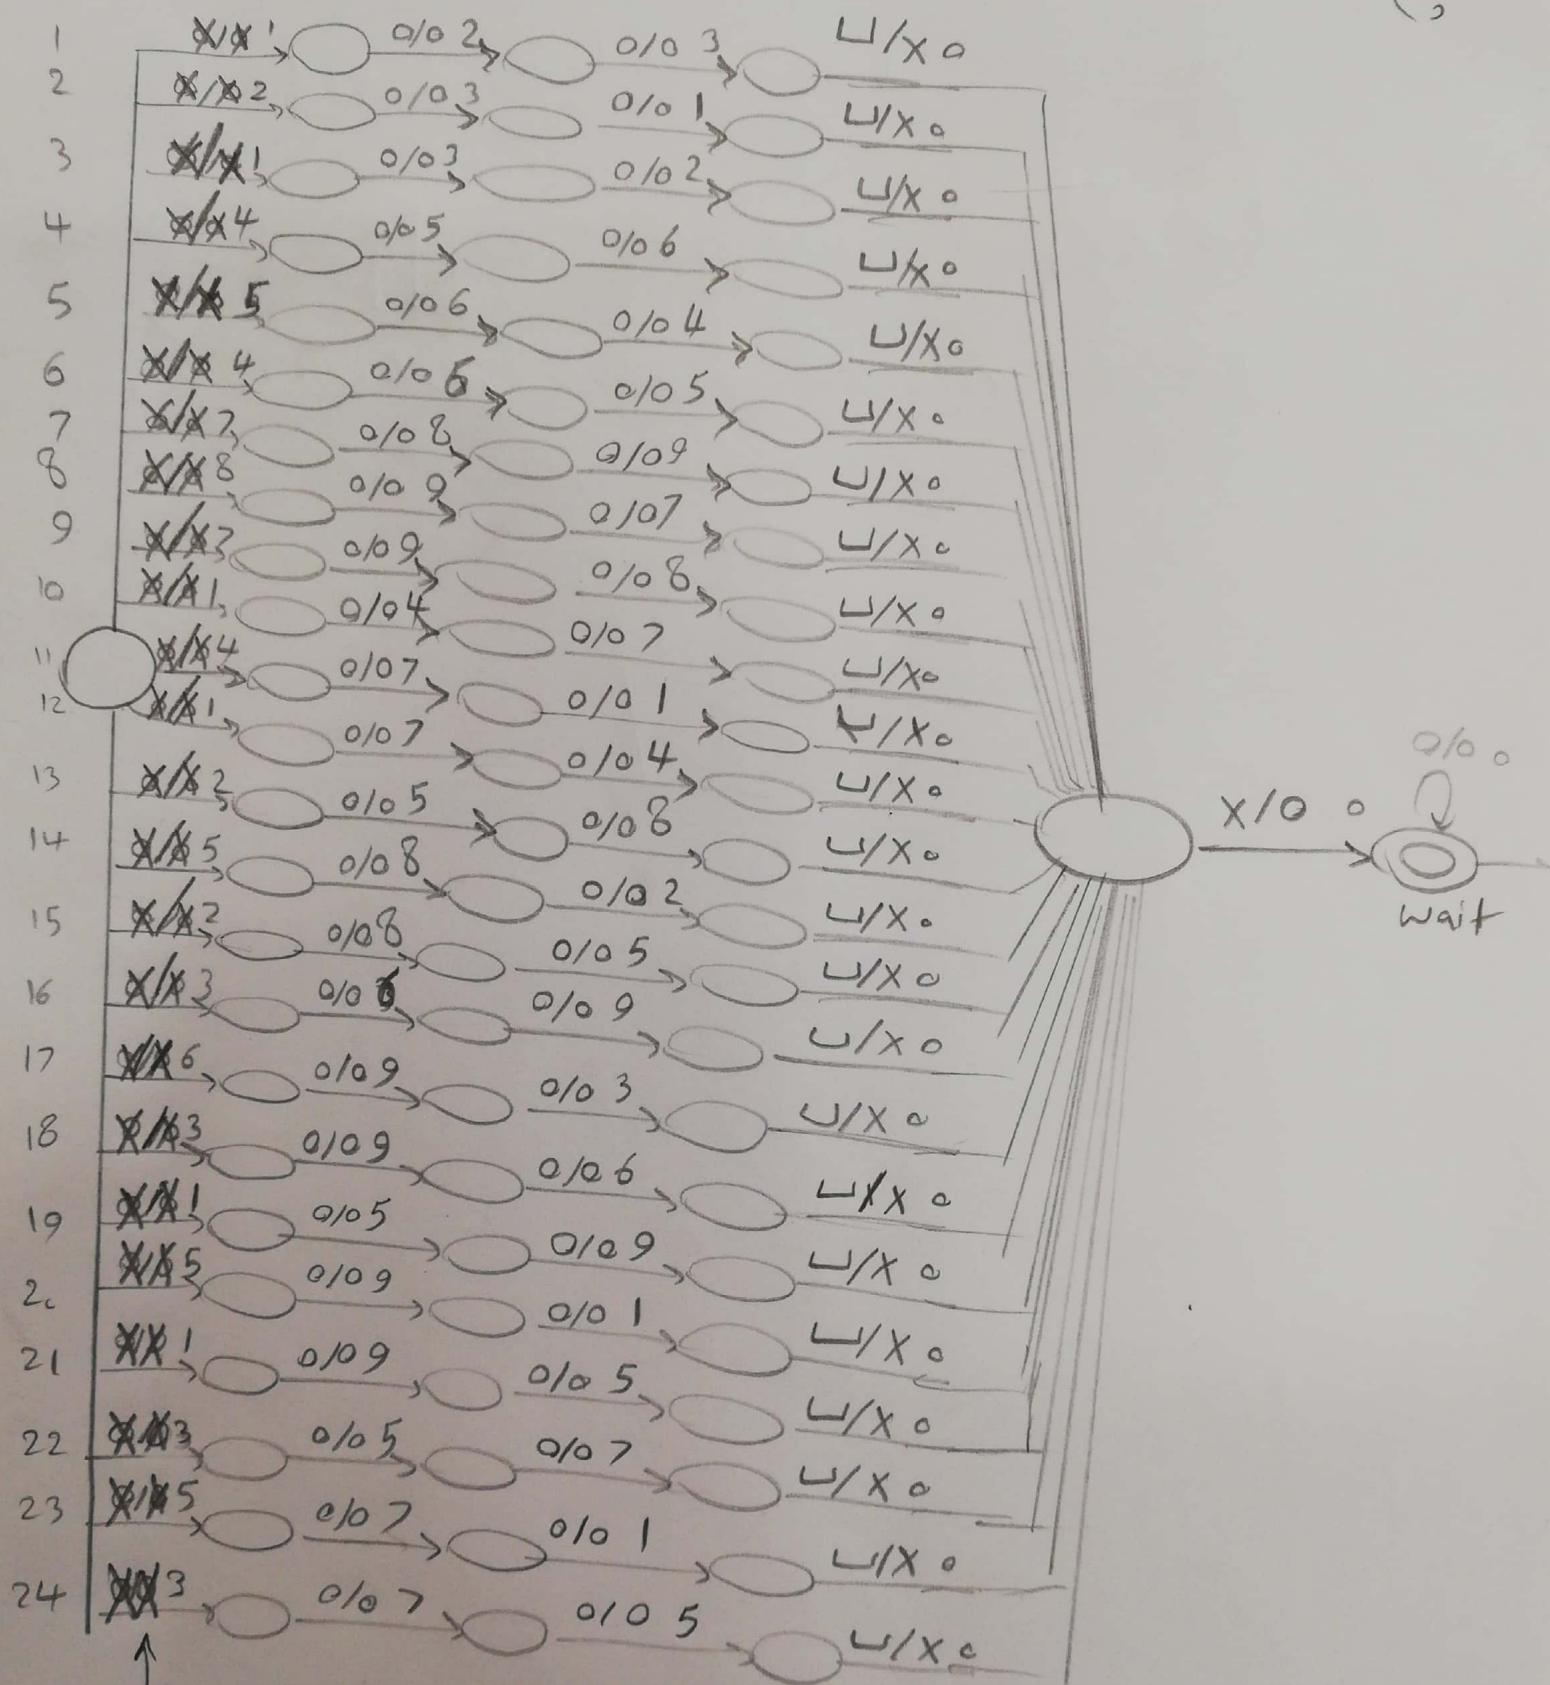 1 X/X 1 0/0 2 0/0 3 ⊔/X 0
2 X/X 2 0/0 3 0/0 1 ⊔/X 0
3 X/X 1 0/0 3 0/0 2 ⊔/X 0
4 X/X 4 0/0 5 0/0 6 ⊔/X 0
5 X/X 5 0/0 6 0/0 4 ⊔/X 0
6 X/X 4 0/0 6 0/0 5 ⊔/X 0
7 X/X 7 0/0 8 0/0 9 ⊔/X 0
8 X/X 8 0/0 9 0/0 7 ⊔/X 0
9 X/X 7 0/0 9 0/0 8 ⊔/X 0
10 X/X 1 0/0 4 0/0 7 ⊔/X 0
11 X/X 4 0/0 7 0/0 1 ⊔/X 0
12 X/X 1 0/0 7 0/0 4 ⊔/X 0
13 X/X 2 0/0 5 0/0 8 ⊔/X 0
14 X/X 5 0/0 8 0/0 2 ⊔/X 0
15 X/X 2 0/0 8 0/0 5 ⊔/X 0
16 X/X 3 0/0 6 0/0 9 ⊔/X 0
17 X/X 6 0/0 9 0/0 3 ⊔/X 0
18 X/X 3 0/0 9 0/0 6 ⊔/X 0
19 X/X 1 0/0 5 0/0 9 ⊔/X 0
20 X/X 5 0/0 9 0/0 1 ⊔/X 0
21 X/X 1 0/0 9 0/0 5 ⊔/X 0
22 X/X 3 0/0 5 0/0 7 ⊔/X 0
23 X/X 5 0/0 7 0/0 1 ⊔/X 0
24 X/X 3 0/0 7 0/0 5 ⊔/X 0
X/0 0
0/0 0
wait